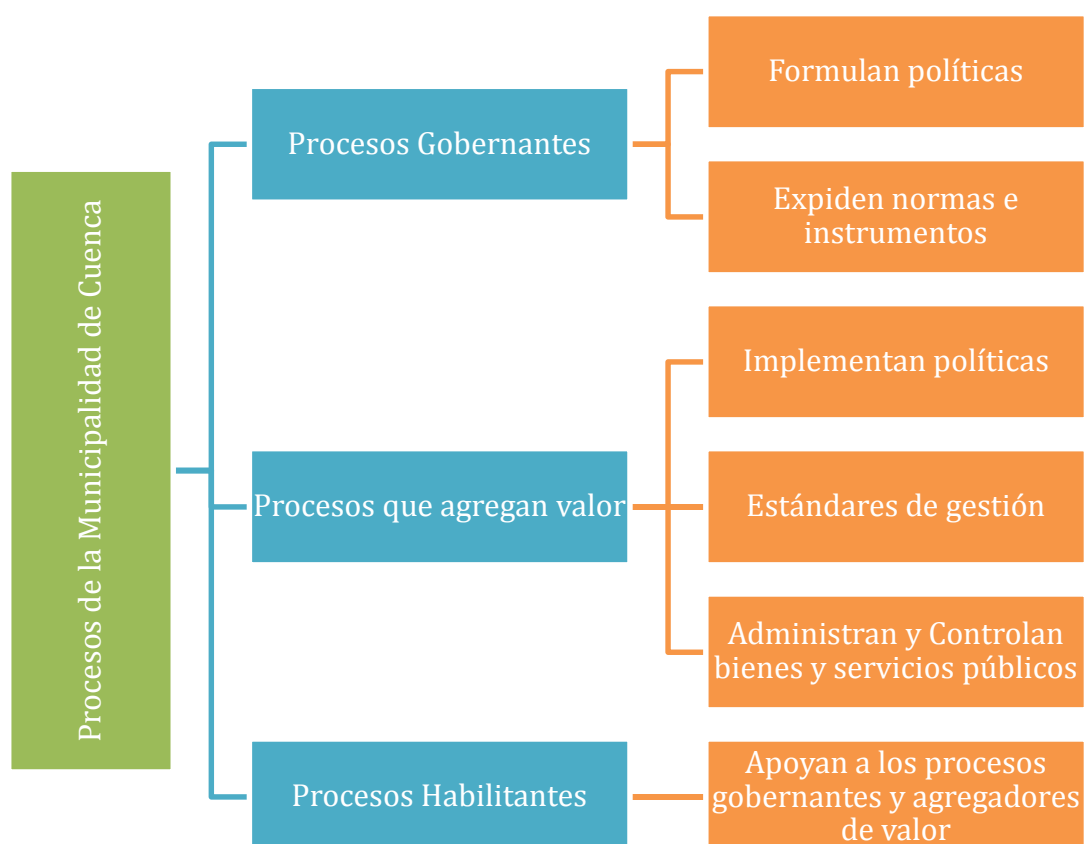 Procesos de la Municipalidad de Cuenca
Procesos Gobernantes
Formulan políticas
Expiden normas e
instrumentos
Procesos que agregan valor
Implementan políticas
Estándares de gestión
Administran y Controlan
bienes y servicios públicos
Procesos Habilitantes
Apoyan a los procesos
gobernantes y agregadores
de valor